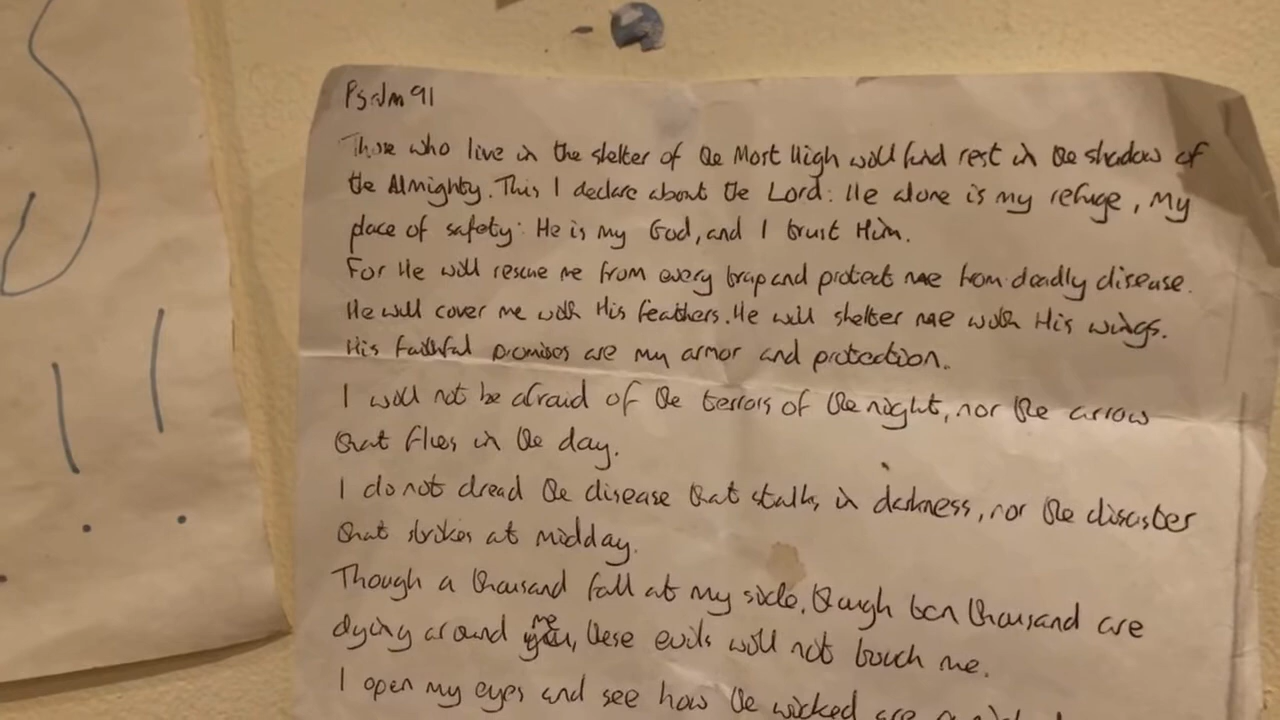 Psalm 91
Those who live in the shelter of the Most High will find rest in the shadow of
the Almighty. This I declare about the Lord: He alone is my refuge, my
place of safety: He is my God, and I trust Him.
For He will rescue me from every trap and protect me from deadly disease.
He will cover me with His feathers. He will shelter me with His wings.
His faithful promises are my armor and protection.
I will not be afraid of the terrors of the night, nor the arrow
that flies in the day.
I do not dread the disease that stalks in darkness, nor the disaster
that strikes at midday.
Though a thousand fall at my side, though ten thousand are
dying around me, these evils will not touch me.
I open my eyes and see how the wicked are